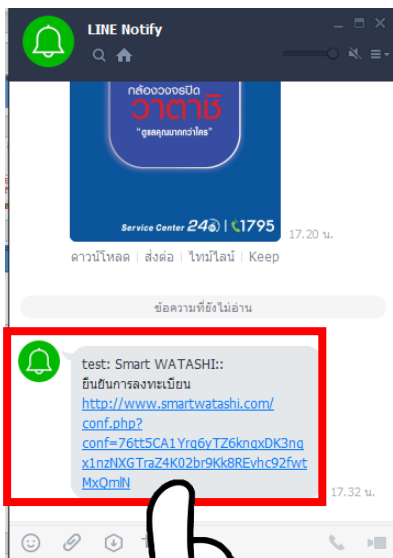 LINE Notify
กล้องวงจรปิด
วาตาชิ
"ดูแลคุณมากกว่าใคร"
Service Center 24 | 1795
17.20 น.
ดาวน์โหลด | ส่งต่อ | ไทม์ไลน์ | Keep
ข้อความที่ยังไม่อ่าน
test: Smart WATASHI::
ยืนยันการลงทะเบียน
http://www.smartwatashi.com/
conf.php?
conf=76tt5CA1Yrq6yTZ6knqxDK3nq
x1nzNXGTraZ4K02br9Kk8REvhc92fwt
MxQmlN
17.32 น.